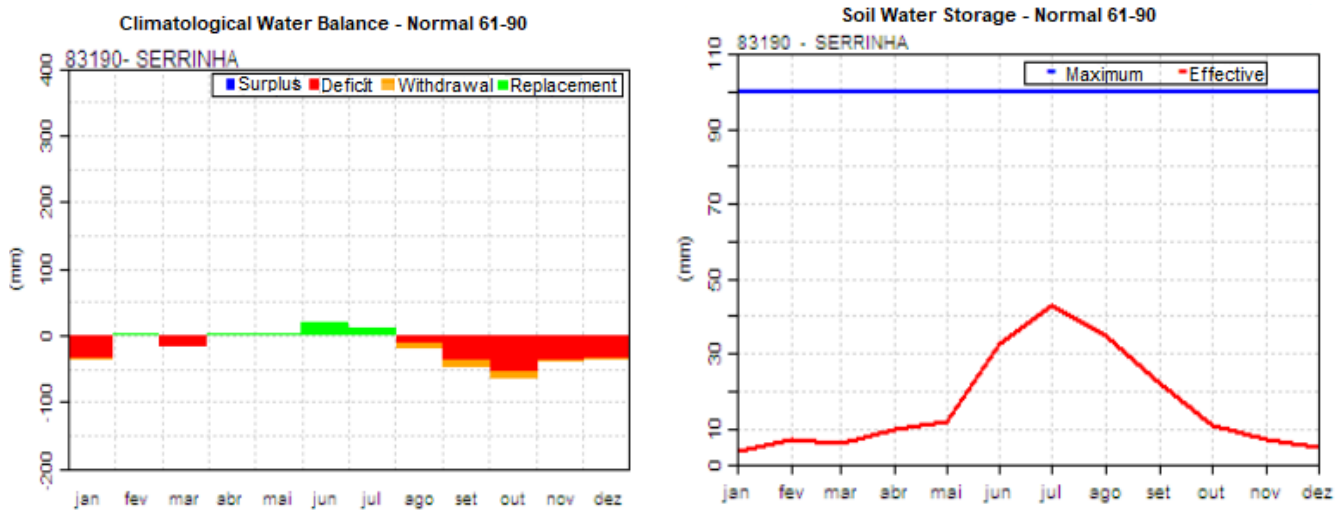 Climatological Water Balance - Normal 61-90
83190- SERRINHA
Surplus Deficit Withdrawal Replacement
400
300
200
100
0
-100
-200
(mm)
jan fev mar abr mai jun jul ago set out nov dez
Soil Water Storage - Normal 61-90
83190 - SERRINHA
Maximum Effective
110
90
70
50
30
10
0
(mm)
jan fev mar abr mai jun jul ago set out nov dez